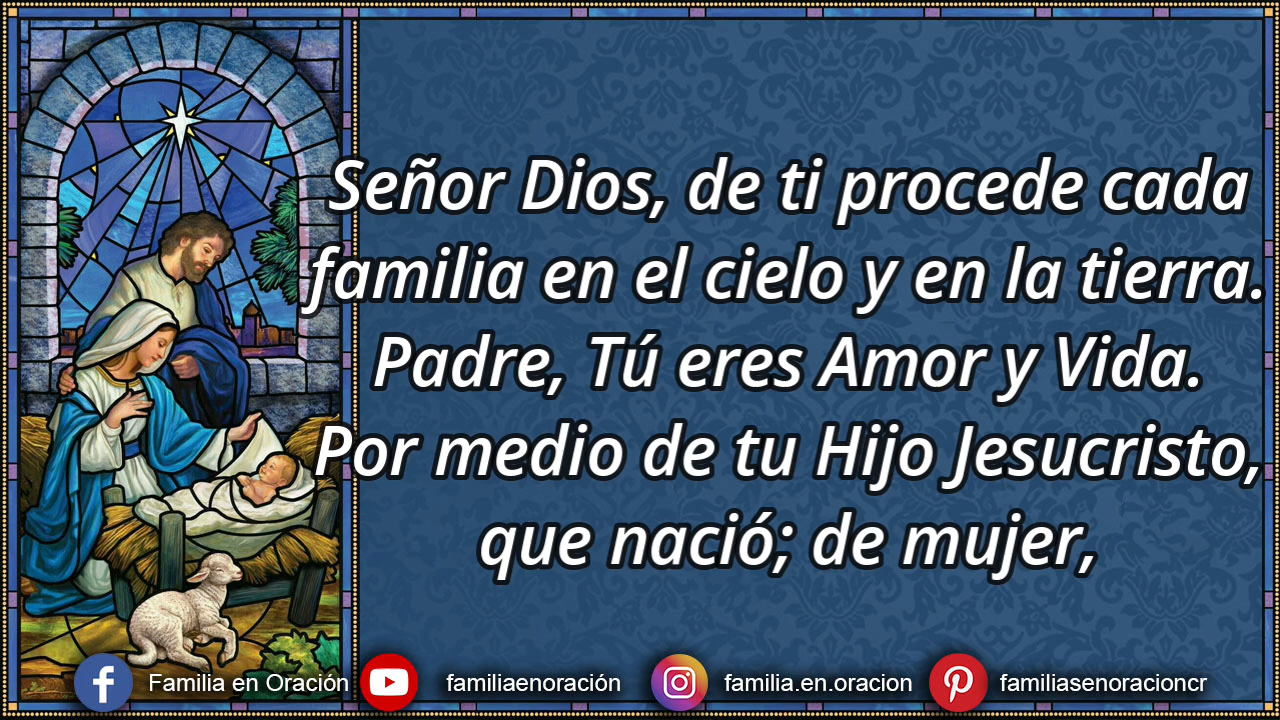 Señor Dios, de ti procede cada
familia en el cielo y en la tierra.
Padre, Tú eres Amor y Vida.
Por medio de tu Hijo Jesucristo,
que nació; de mujer,
Familia en Oración familiaenoración familia.en.oracion familiasenoracioncr